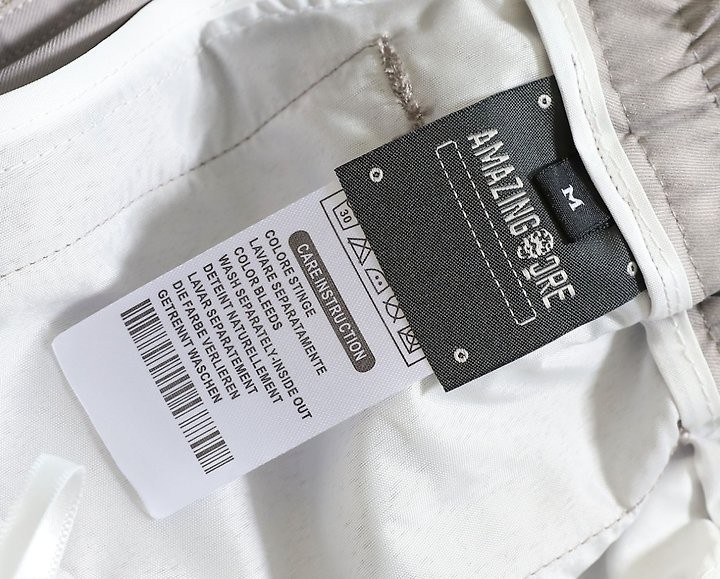 AMAZINGCORE
M
30
CARE INSTRUCTION
COLORE STINGE
LAVARE SEPARATAMENTE
COLOR BLEEDS
WASH SEPARATELY:INSIDE OUT
DETEINT NATURELLEMENT
LAVAR SEPARATEMENT
DIE FARBE VERLIEREN
GETRENNT WASCHEN